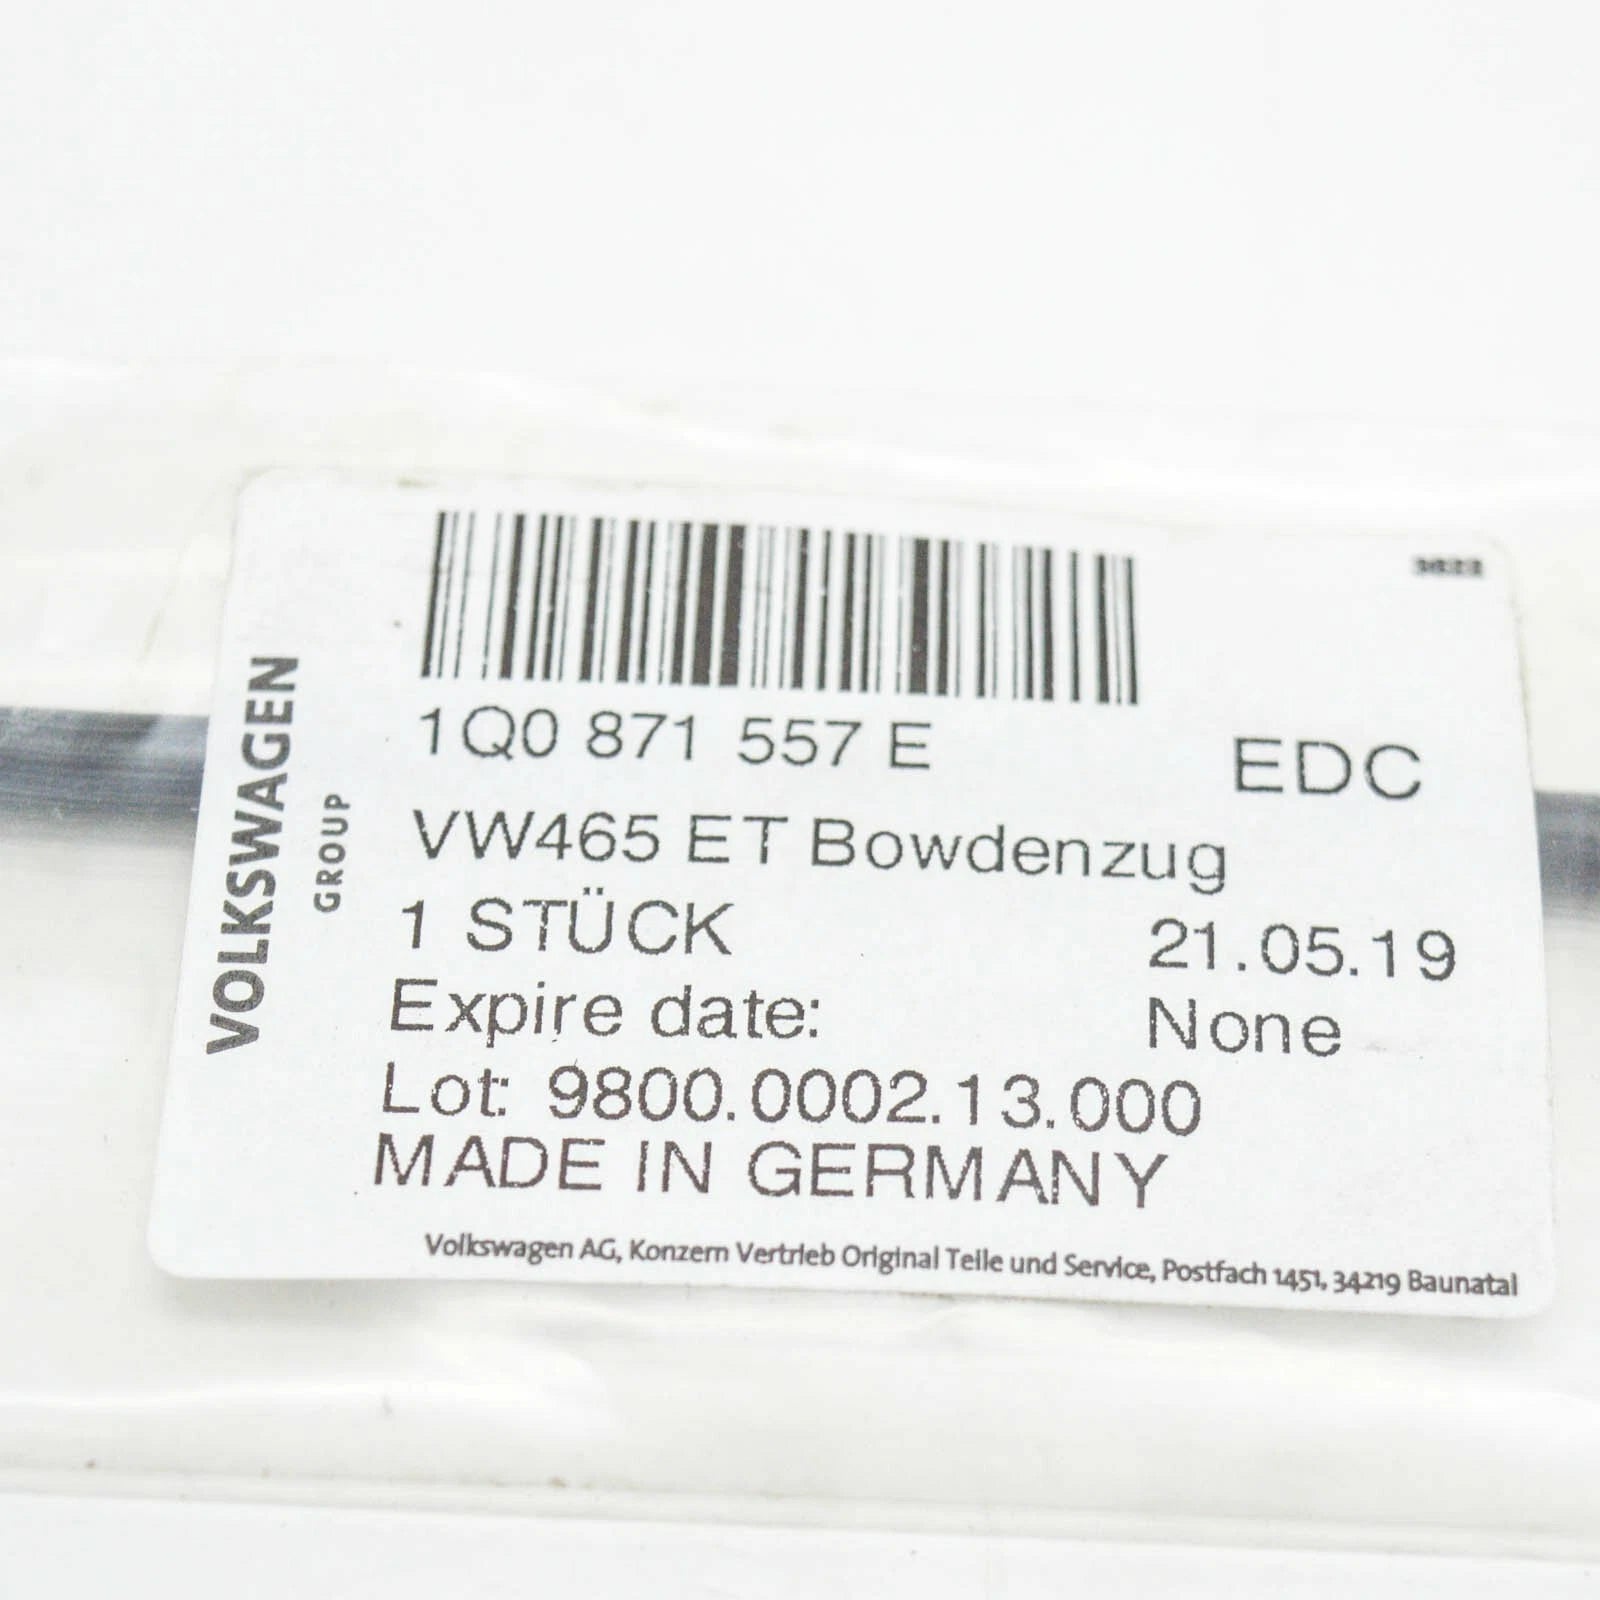 VOLKSWAGEN
GROUP
1Q0 871 557 E
EDC
VW465 ET Bowdenzug
1 STÜCK 21.05.19
Expire date: None
Lot: 9800.0002.13.000
MADE IN GERMANY
Volkswagen AG, Konzern Vertrieb Original Teile und Service, Postfach 1451, 34219 Baunatal